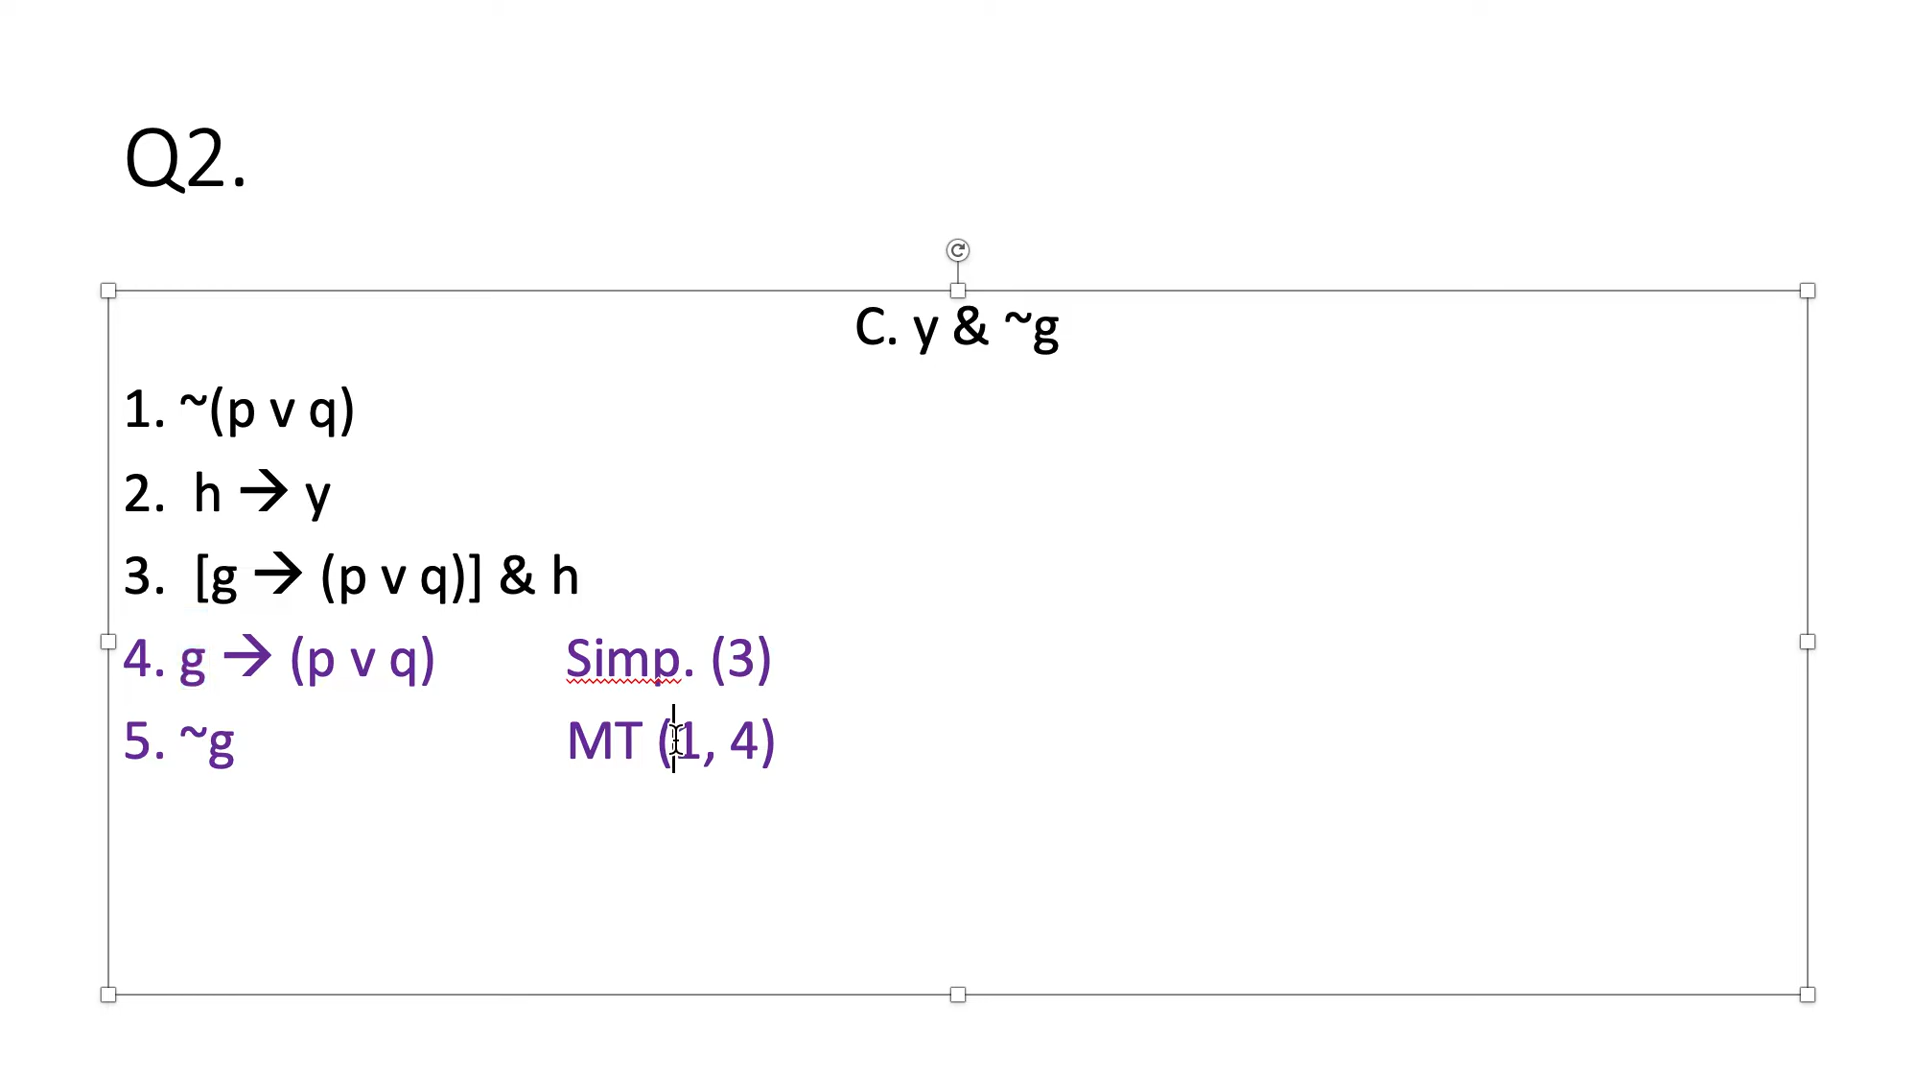 Q2.
C. y & ~g
1. ~(p v q)
2. h → y
3. [g → (p v q)] & h
4. g → (p v q) Simp. (3)
5. ~g MT (1, 4)